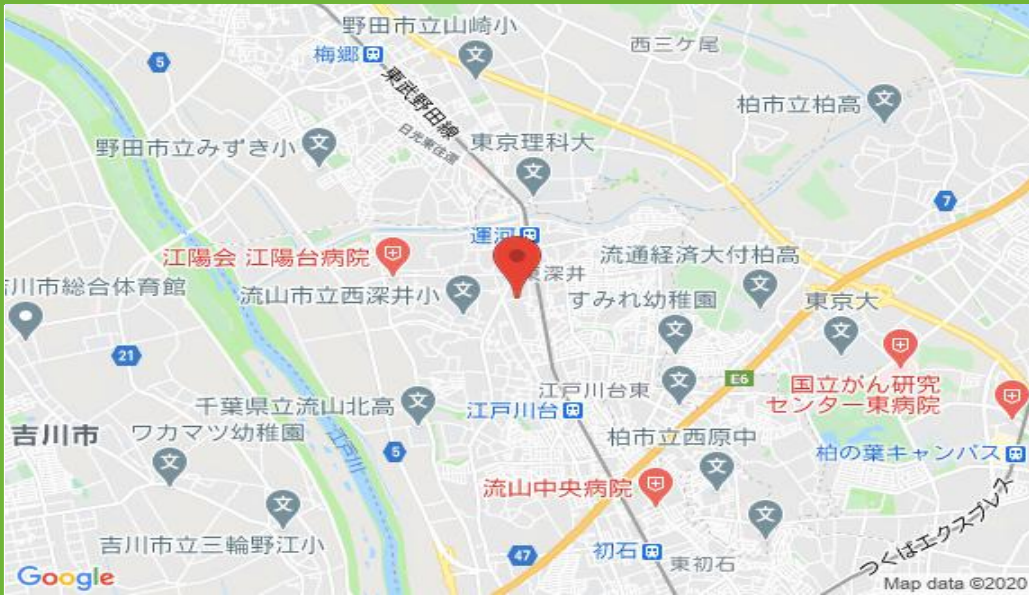 野田市立山崎小
梅郷
5
西三ケ尾
東武野田線
日光東往還
柏市立柏高
野田市立みずき小
東京理科大
7
運河
江陽会 江陽台病院
東深井
流通経済大付柏高
吉川市総合体育館
流山市立西深井小
すみれ幼稚園
東京大
21
江戸川台東
E6
国立がん研究
センター東病院
千葉県立流山北高
江戸川台
吉川市
ワカマツ幼稚園
江戸川
5
柏市立西原中
柏の葉キャンパス
流山中央病院
吉川市立三輪野江小
47
初石
東初石
つくばエクスプレス
Google
Map data ©2020